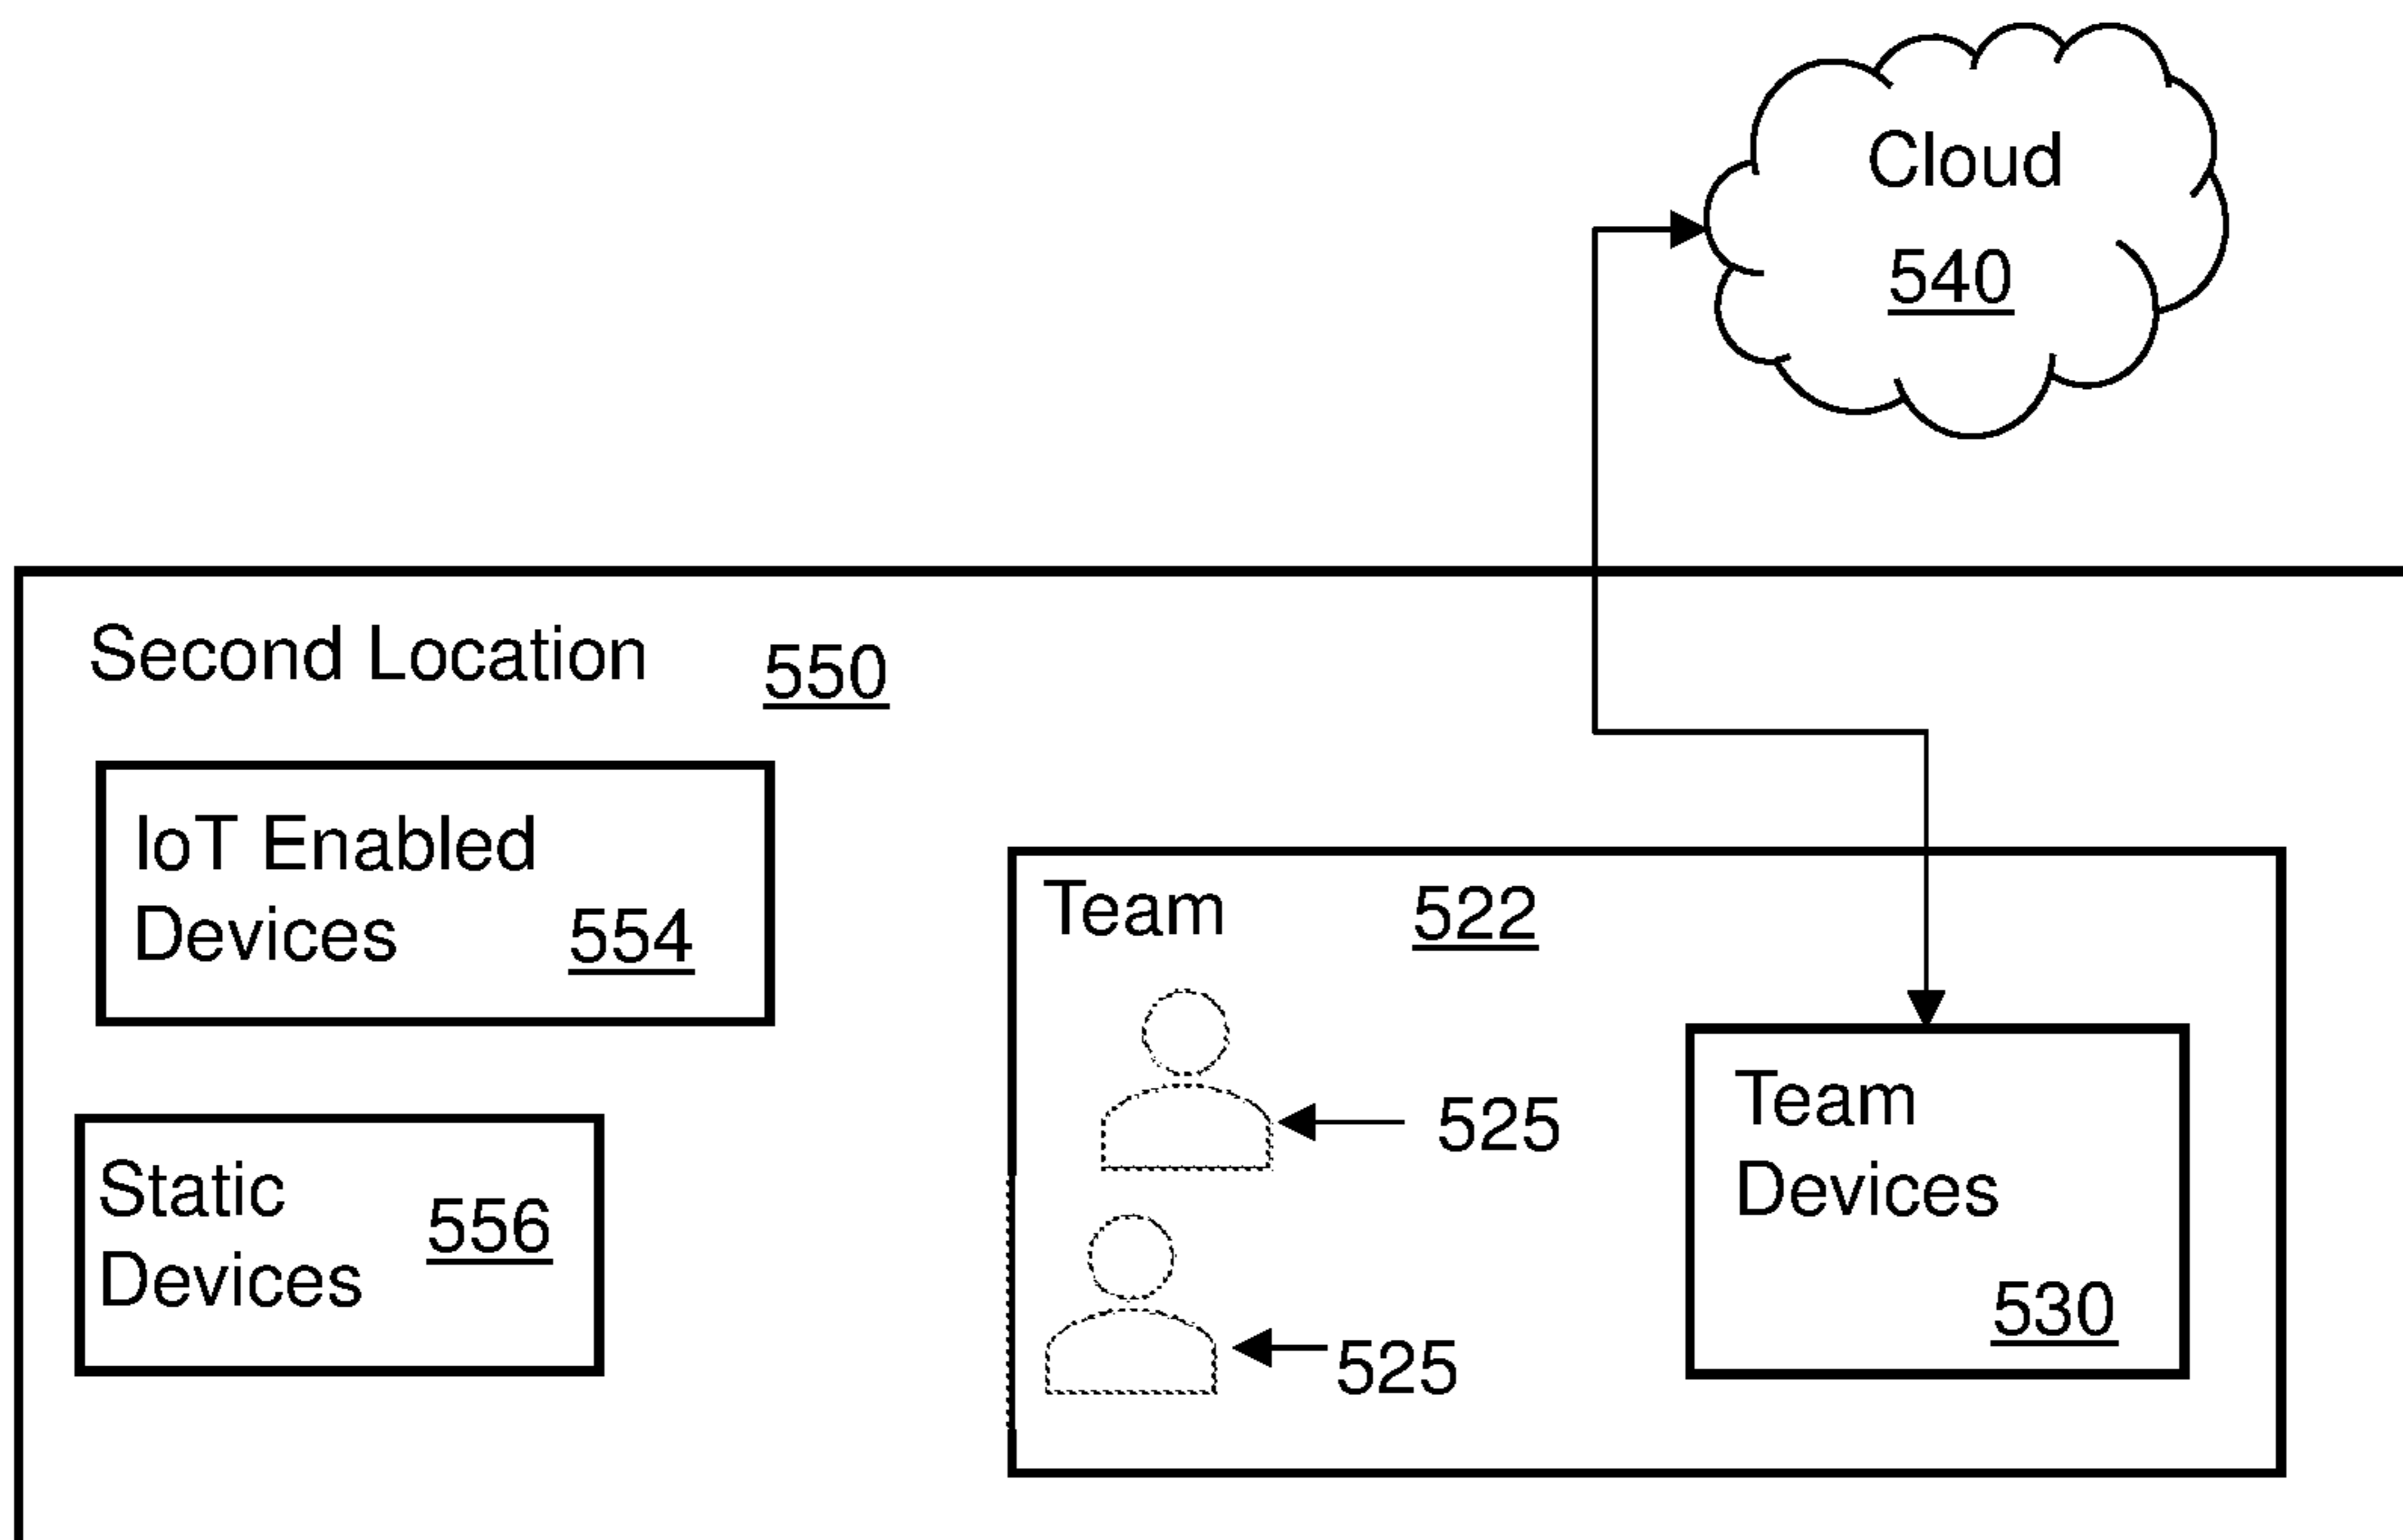 Cloud
540
Second Location 550
IoT Enabled
Devices 554
Team 522
525
Team
Devices
530
Static
Devices 556
525